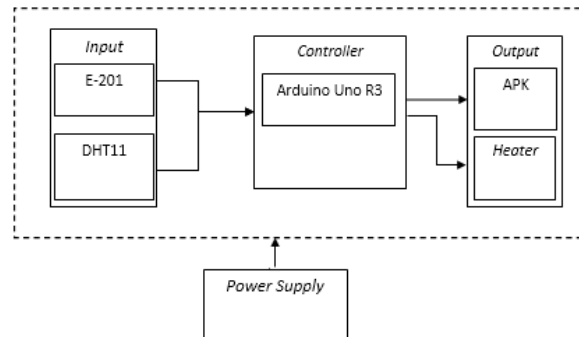 Input
E-201
DHT11
Controller
Arduino Uno R3
Output
APK
Heater
Power Supply